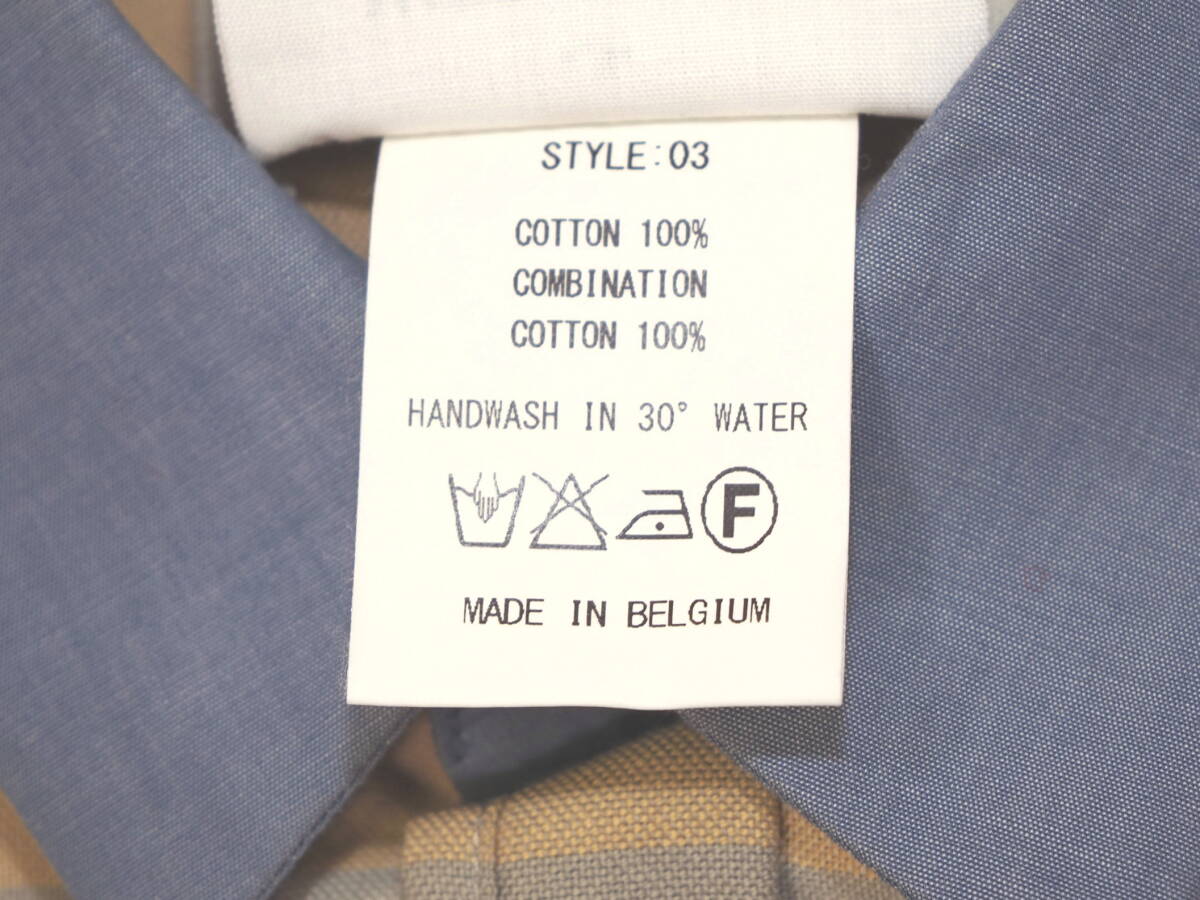 STYLE:03
COTTON 100%
COMBINATION
COTTON 100%
HANDWASH IN 30° WATER
F
MADE IN BELGIUM